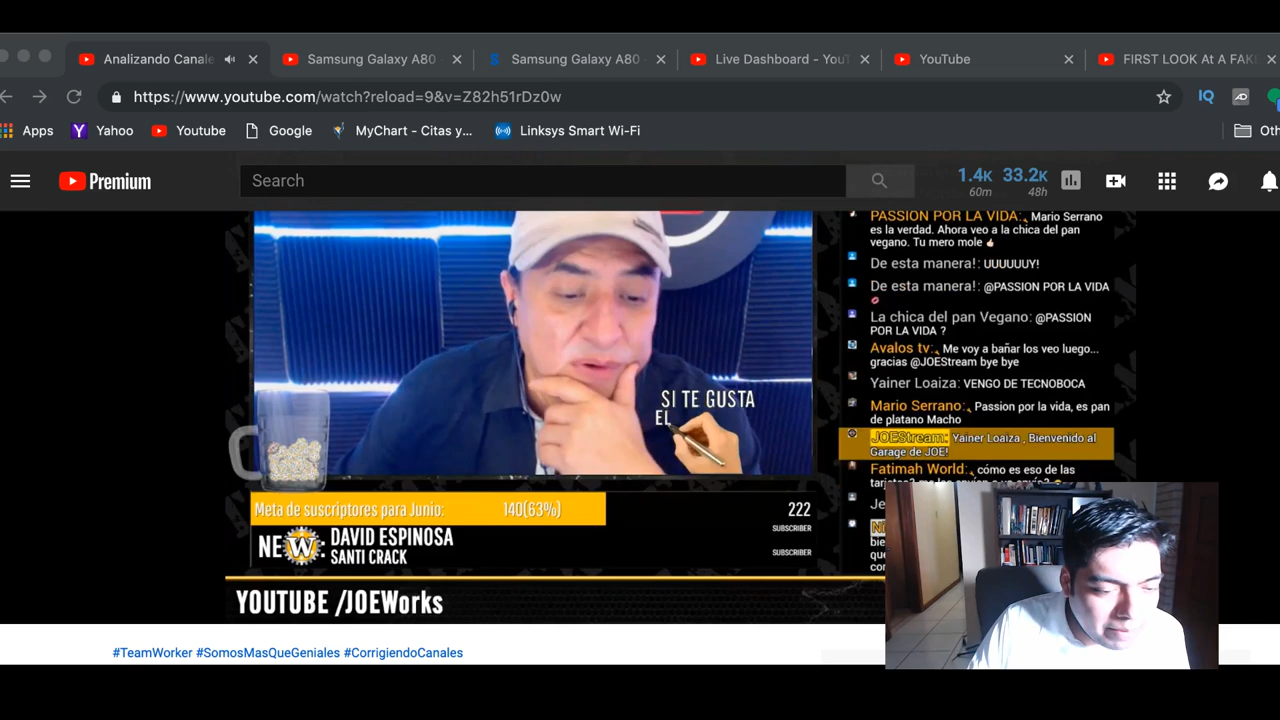 Analizando Canale
Samsung Galaxy A80
Samsung Galaxy A80
Live Dashboard - YouT
YouTube
FIRST LOOK At A FAK
https://www.youtube.com/watch?reload=9&v=Z82h51rDz0w
IQ
Apps
Yahoo
Youtube
Google
MyChart - Citas y...
Linksys Smart Wi-Fi
Oth
Premium
Search
1.4K
60m
33.2K
48h
PASSION POR LA VIDA: Mario Serrano
es la verdad. Ahora veo a la chica del pan
vegano. Tu mero mole
De esta manera!: UUUUUUY!
De esta manera!: @PASSION POR LA VIDA
La chica del pan Vegano: @PASSION
POR LA VIDA ?
Avalos tv: Me voy a bañar los veo luego...
gracias @JOEStream bye bye
Yainer Loaiza: VENGO DE TECNOBOCA
Mario Serrano: Passion por la vida, es pan
de platano Macho
JOEStream: Yainer Loaiza , Bienvenido al
Garage de JOE!
Fatimah World: cómo es eso de las
SI TE GUSTA
EL
Meta de suscriptores para Junio: 140(63%) 222
SUBSCRIBER
NEW: DAVID ESPINOSA
SANTI CRACK
SUBSCRIBER
YOUTUBE /JOEWorks
#TeamWorker #SomosMasQueGeniales #CorrigiendoCanales